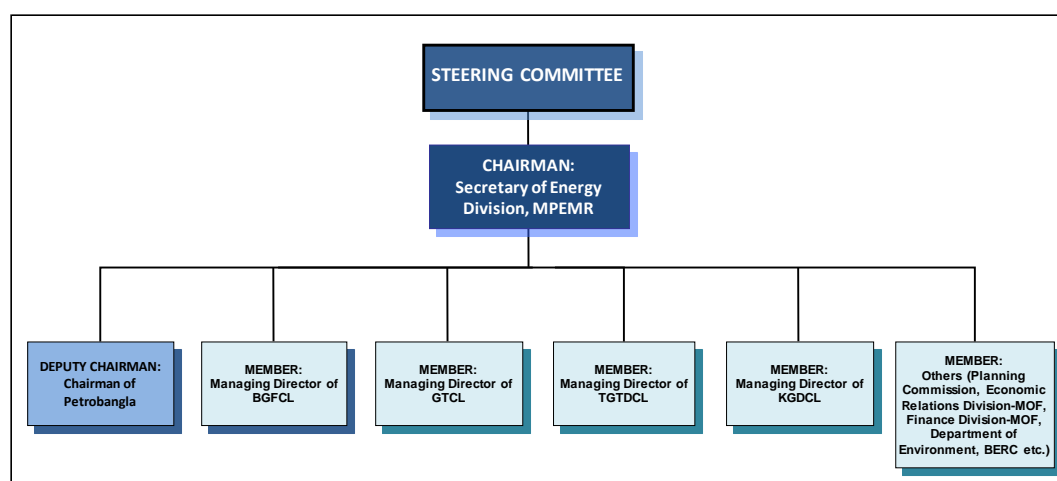 STEERING COMMITTEE
CHAIRMAN:
Secretary of Energy
Division, MPEMR
DEPUTY CHAIRMAN:
Chairman of
Petrobangla
MEMBER:
Managing Director of
BGFCL
MEMBER:
Managing Director of
GTCL
MEMBER:
Managing Director of
TGTDCL
MEMBER:
Managing Director of
KGDCL
MEMBER:
Others (Planning
Commission, Economic
Relations Division-MOF,
Finance Division-MOF,
Department of
Environment, BERC etc.)